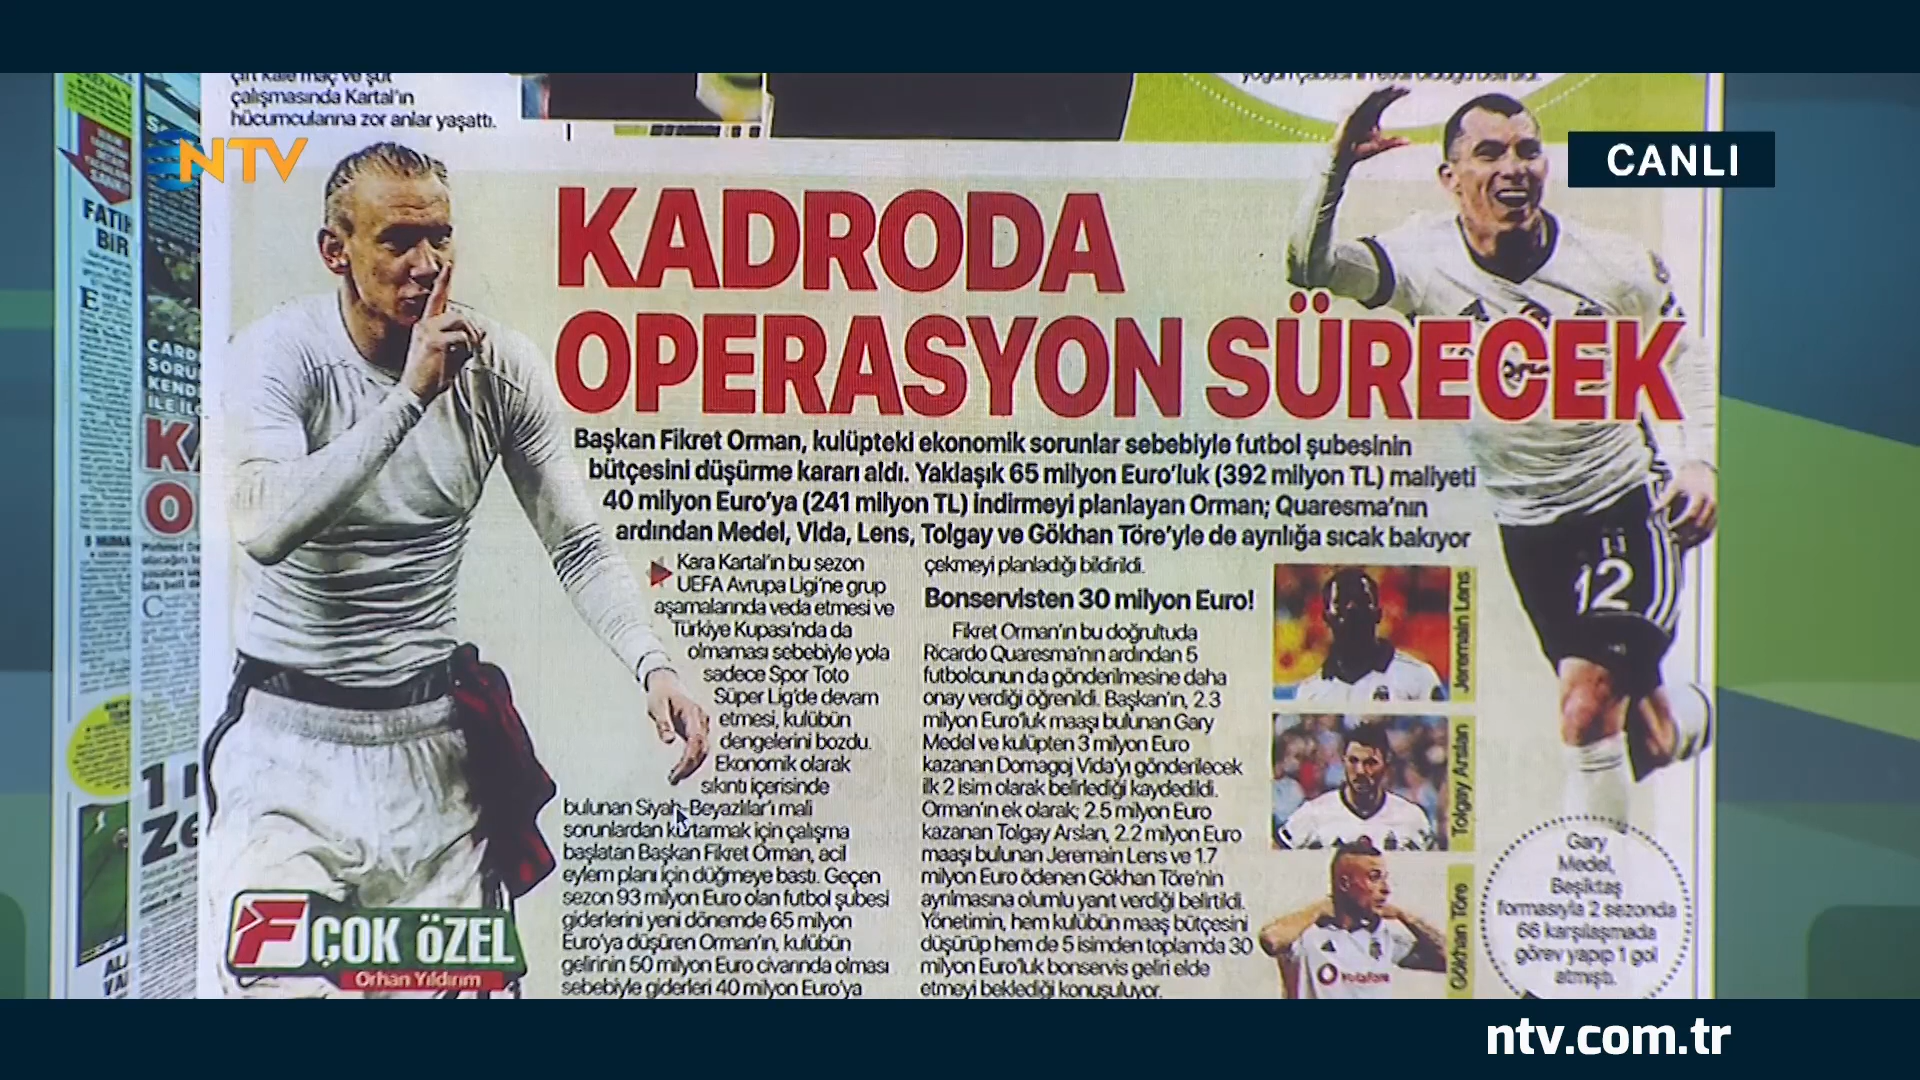 çift kale maç ve şut
çalışmasında Kartal'ın
hücumcularına zor anlar yaşattı.
NTV
CANLI
FATİH
BİR
KADRODA
OPERASYON SÜRECEK
Başkan Fikret Orman, kulüpteki ekonomik sorunlar sebebiyle futbol şubesinin
bütçesini düşürme kararı aldı. Yaklaşık 65 milyon Euro'luk (392 milyon TL) maliyeti
40 milyon Euro'ya (241 milyon TL) indirmeyi planlayan Orman; Quaresma'nın
ardından Medel, Vida, Lens, Tolgay ve Gökhan Töre'yle de ayrılığa sıcak bakıyor
Kara Kartal'ın bu sezon
UEFA Avrupa Ligi'ne grup
aşamalarında veda etmesi ve
Türkiye Kupası'nda da
olmaması sebebiyle yola
sadece Spor Toto
Süper Lig'de devam
etmesi, kulübün
dengelerini bozdu.
Ekonomik olarak
sıkıntı içerisinde
bulunan Siyah-Beyazlılar'ı mali
sorunlardan kurtarmak için çalışma
başlatan Başkan Fikret Orman, acil
eylem planı için düğmeye bastı. Geçen
sezon 93 milyon Euro olan futbol şubesi
giderlerini yeni dönemde 65 milyon
Euro'ya düşüren Orman'ın, kulübün
gelirinin 50 milyon Euro civarında olması
sebebiyle giderleri 40 milyon Euro'ya
çekmeyi planladığı bildirildi.
Bonservisten 30 milyon Euro!
Fikret Orman'ın bu doğrultuda
Ricardo Quaresma'nın ardından 5
futbolcunun da gönderilmesine daha
onay verdiği öğrenildi. Başkan'ın, 2.3
milyon Euro'luk maaşı bulunan Gary
Medel ve kulüpten 3 milyon Euro
kazanan Domagoj Vida'yı gönderilecek
ilk 2 isim olarak belirlediği kaydedildi.
Orman'ın ek olarak; 2.5 milyon Euro
kazanan Tolgay Arslan, 2.2 milyon Euro
maaşı bulunan Jeremain Lens ve 1.7
milyon Euro ödenen Gökhan Töre'nin
ayrılmasına olumlu yanıt verdiği belirtildi.
Yönetimin, hem kulübün maaş bütçesini
düşürüp hem de 5 isimden toplamda 30
milyon Euro'luk bonservis geliri elde
etmeyi beklediği konuşuluyor.
Jeremain Lens
Tolgay Arslan
Gökhan Töre
12
vodafone
Gary
Medel,
Beşiktaş
formasıyla 2 sezonda
66 karşılaşmada
görev yapıp 1 gol
atmıştı.
F ÇOK ÖZEL
Orhan Yıldırım
ntv.com.tr